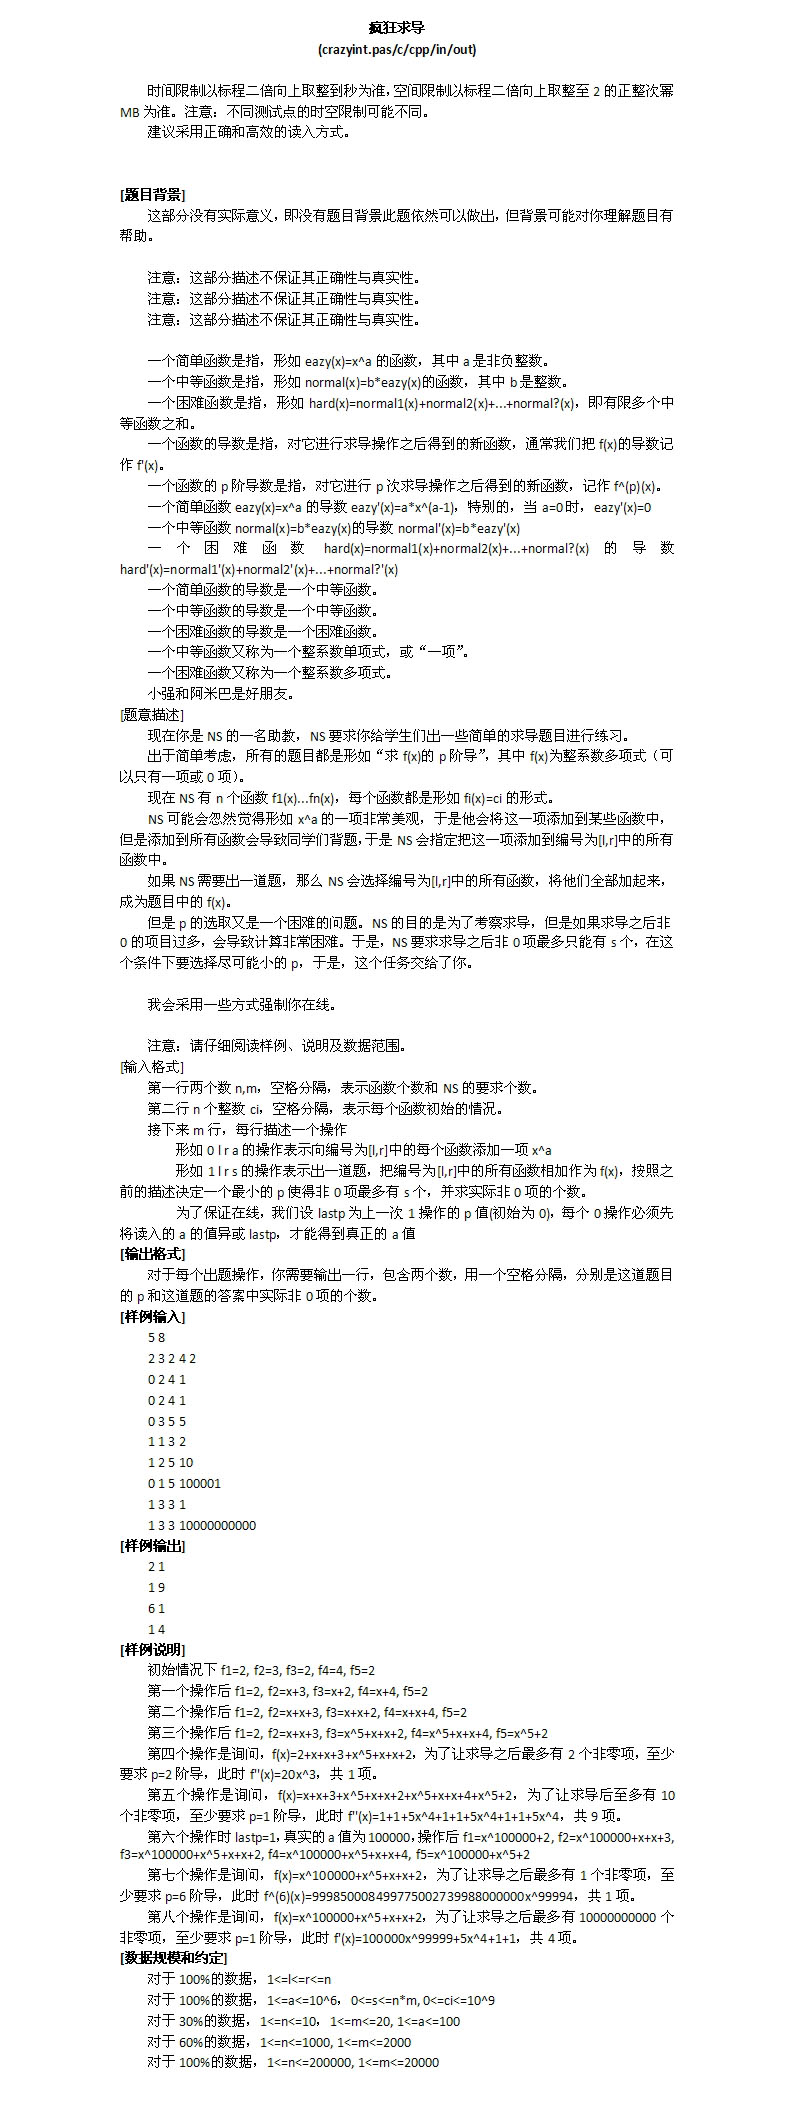 疯狂求导
(crazyint.pas/c/cpp/in/out)
时间限制以标程二倍向上取整到秒为准，空间限制以标程二倍向上取整至 2 的正整次幂
MB 为准。注意：不同测试点的时空限制可能不同。
建议采用正确和高效的读入方式。
[题目背景]
这部分没有实际意义，即没有题目背景此题依然可以做出，但背景可能对你理解题目有
帮助。
注意：这部分描述不保证其正确性与真实性。
注意：这部分描述不保证其正确性与真实性。
注意：这部分描述不保证其正确性与真实性。
一个简单函数是指，形如 eazy(x)=x^a 的函数，其中 a 是非负整数。
一个中等函数是指，形如 normal(x)=b*eazy(x)的函数，其中 b 是整数。
一个困难函数是指，形如 hard(x)=normal1(x)+normal2(x)+...+normal?(x)，即有限多个中
等函数之和。
一个函数的导数是指，对它进行求导操作之后得到的新函数，通常我们把 f(x)的导数记
作 f'(x)。
一个函数的 p 阶导数是指，对它进行 p 次求导操作之后得到的新函数，记作 f^(p)(x)。
一个简单函数 eazy(x)=x^a 的导数 eazy'(x)=a*x^(a-1)，特别的，当 a=0 时，eazy'(x)=0
一个中等函数 normal(x)=b*eazy(x)的导数 normal'(x)=b*eazy'(x)
一个困难函数 hard(x)=normal1(x)+normal2(x)+...+normal?(x) 的导数
hard'(x)=normal1'(x)+normal2'(x)+...+normal?'(x)
一个简单函数的导数是一个中等函数。
一个中等函数的导数是一个中等函数。
一个困难函数的导数是一个困难函数。
一个中等函数又称为一个整系数单项式，或“一项”。
一个困难函数又称为一个整系数多项式。
小强和阿米巴是好朋友。
[题意描述]
现在你是 NS 的一名助教，NS 要求你给学生们出一些简单的求导题目进行练习。
出于简单考虑，所有的题目都是形如“求 f(x)的 p 阶导”，其中 f(x)为整系数多项式（可
以只有一项或 0 项）。
现在 NS 有 n 个函数 f1(x)...fn(x)，每个函数都是形如 fi(x)=ci 的形式。
NS 可能会忽然觉得形如 x^a 的一项非常美观，于是他会将这一项添加到某些函数中，
但是添加到所有函数会导致同学们背题，于是 NS 会指定把这一项添加到编号为[l,r]中的所有
函数中。
如果 NS 需要出一道题，那么 NS 会选择编号为[l,r]中的所有函数，将他们全部加起来，
成为题目中的 f(x)。
但是 p 的选取又是一个困难的问题。NS 的目的是为了考察求导，但是如果求导之后非
0 的项目过多，会导致计算非常困难。于是，NS 要求求导之后非 0 项最多只能有 s 个，在这
个条件下要选择尽可能小的 p，于是，这个任务交给了你。
我会采用一些方式强制你在线。
注意：请仔细阅读样例、说明及数据范围。
[输入格式]
第一行两个数 n,m，空格分隔，表示函数个数和 NS 的要求个数。
第二行 n 个整数 ci，空格分隔，表示每个函数初始的情况。
接下来 m 行，每行描述一个操作
形如 0 l r a 的操作表示向编号为[l,r]中的每个函数添加一项 x^a
形如 1 l r s 的操作表示出一道题，把编号为[l,r]中的所有函数相加作为 f(x)，按照之
前的描述决定一个最小的 p 使得非 0 项最多有 s 个，并求实际非 0 项的个数。
为了保证在线，我们设 lastp 为上一次 1 操作的 p 值(初始为 0)，每个 0 操作必须先
将读入的 a 的值异或 lastp，才能得到真正的 a 值
[输出格式]
对于每个出题操作，你需要输出一行，包含两个数，用一个空格分隔，分别是这道题目
的 p 和这道题的答案中实际非 0 项的个数。
[样例输入]
5 8
2 3 2 4 2
0 2 4 1
0 2 4 1
0 3 5 5
1 1 3 2
1 2 5 10
0 1 5 100001
1 3 3 1
1 3 3 10000000000
[样例输出]
2 1
1 9
6 1
1 4
[样例说明]
初始情况下 f1=2, f2=3, f3=2, f4=4, f5=2
第一个操作后 f1=2, f2=x+3, f3=x+2, f4=x+4, f5=2
第二个操作后 f1=2, f2=x+x+3, f3=x+x+2, f4=x+x+4, f5=2
第三个操作后 f1=2, f2=x+x+3, f3=x^5+x+x+2, f4=x^5+x+x+4, f5=x^5+2
第四个操作是询问，f(x)=2+x+x+3+x^5+x+x+2，为了让求导之后最多有 2 个非零项，至少
要求 p=2 阶导，此时 f''(x)=20x^3，共 1 项。
第五个操作是询问，f(x)=x+x+3+x^5+x+x+2+x^5+x+x+4+x^5+2，为了让求导后至多有 10
个非零项，至少要求 p=1 阶导，此时 f''(x)=1+1+5x^4+1+1+5x^4+1+1+5x^4，共 9 项。
第六个操作时 lastp=1，真实的 a 值为 100000，操作后 f1=x^100000+2, f2=x^100000+x+x+3,
f3=x^100000+x^5+x+x+2, f4=x^100000+x^5+x+x+4, f5=x^100000+x^5+2
第七个操作是询问，f(x)=x^100000+x^5+x+x+2，为了让求导之后最多有 1 个非零项，至
少要求 p=6 阶导，此时 f^(6)(x)=999850008499775002739988000000x^99994，共 1 项。
第八个操作是询问，f(x)=x^100000+x^5+x+x+2，为了让求导之后最多有 10000000000 个
非零项，至少要求 p=1 阶导，此时 f'(x)=100000x^99999+5x^4+1+1，共 4 项。
[数据规模和约定]
对于 100%的数据，1<=l<=r<=n
对于 100%的数据，1<=a<=10^6，0<=s<=n*m, 0<=ci<=10^9
对于 30%的数据，1<=n<=10，1<=m<=20, 1<=a<=100
对于 60%的数据，1<=n<=1000, 1<=m<=2000
对于 100%的数据，1<=n<=200000, 1<=m<=20000